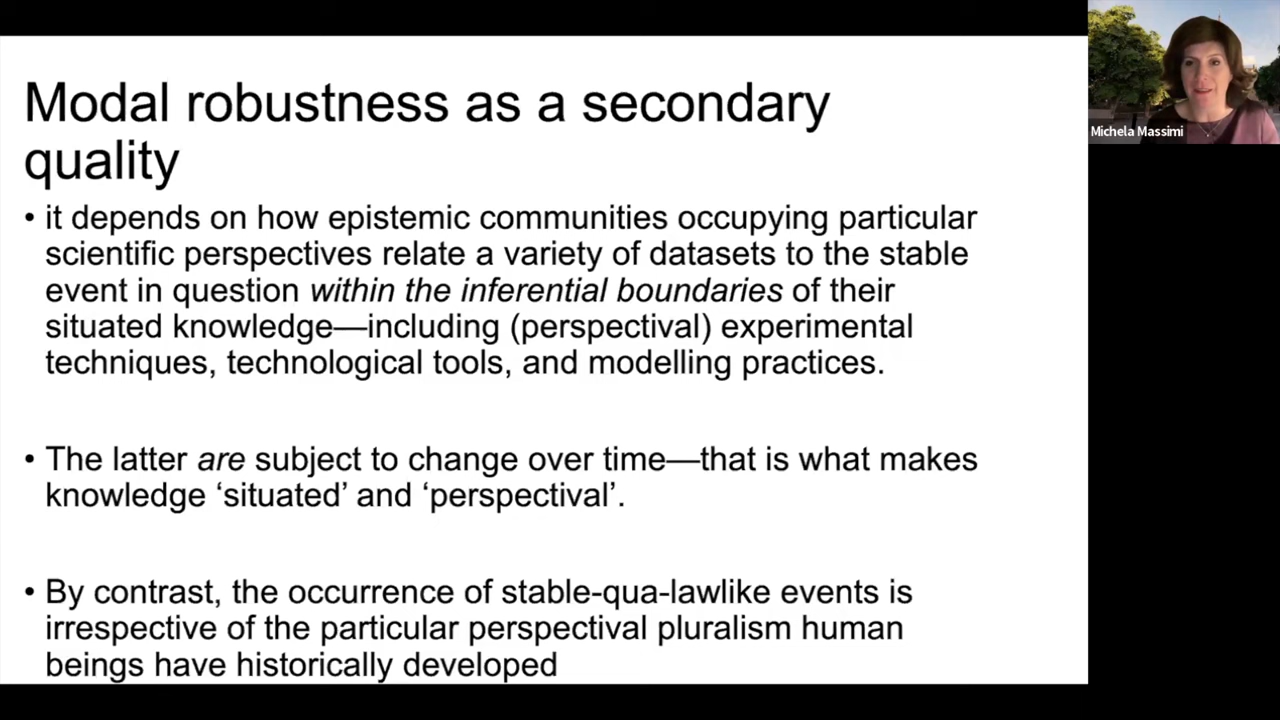 Modal robustness as a secondary
quality
• it depends on how epistemic communities occupying particular
scientific perspectives relate a variety of datasets to the stable
event in question within the inferential boundaries of their
situated knowledge—including (perspectival) experimental
techniques, technological tools, and modelling practices.
• The latter are subject to change over time—that is what makes
knowledge ‘situated’ and ‘perspectival’.
• By contrast, the occurrence of stable-qua-lawlike events is
irrespective of the particular perspectival pluralism human
beings have historically developed
Michela Massimi